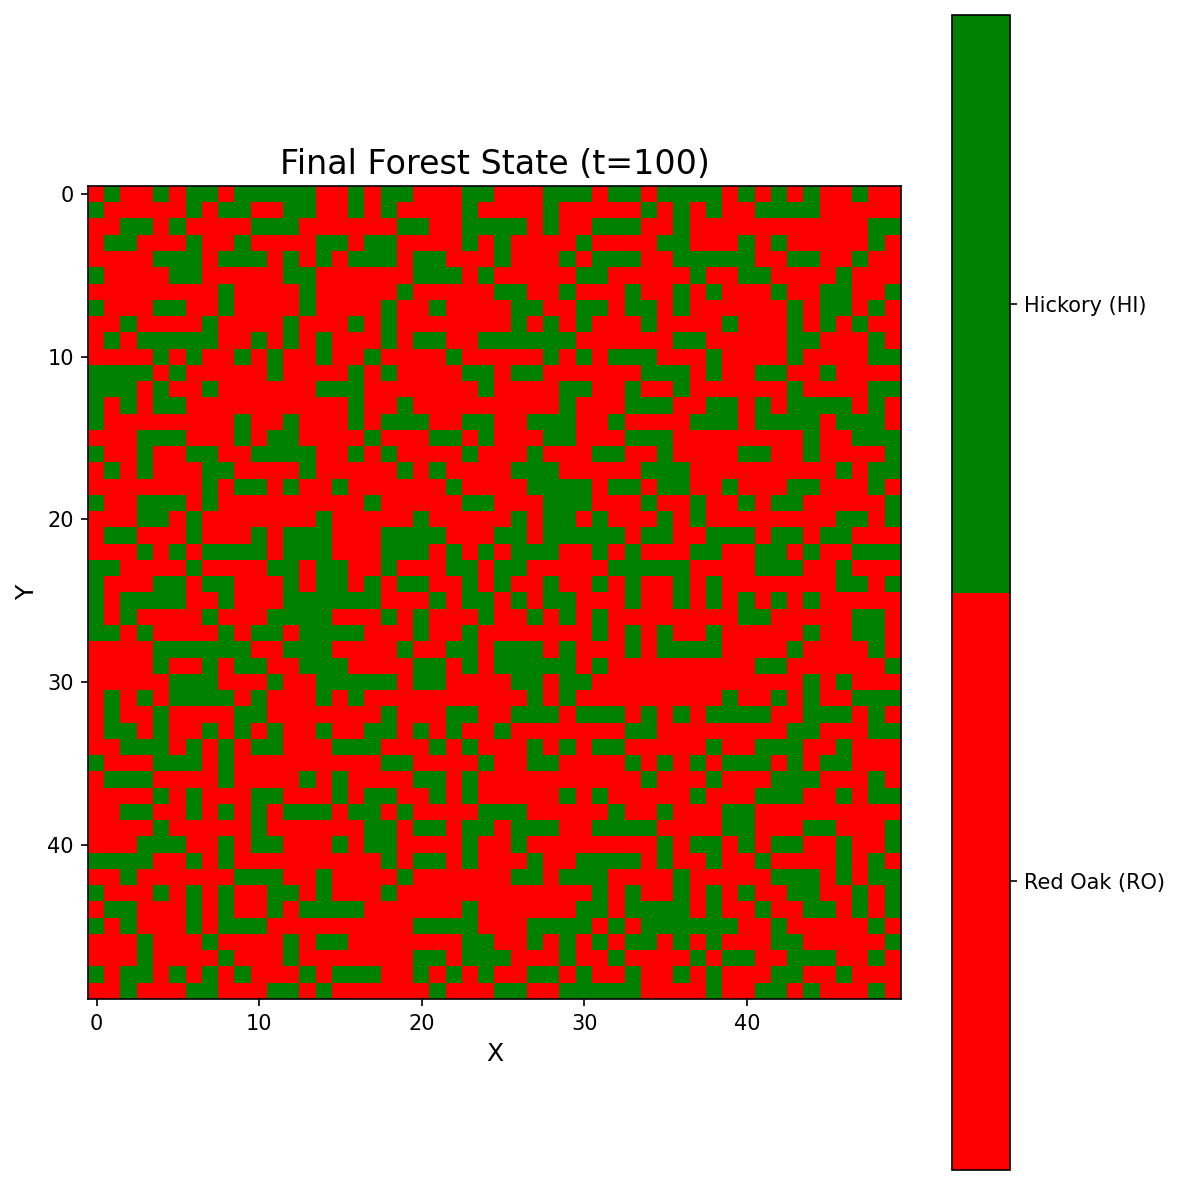 Final Forest State (t=100)
0
10
20
30
40
Y
0 10 20 30 40
X
Hickory (HI)
Red Oak (RO)